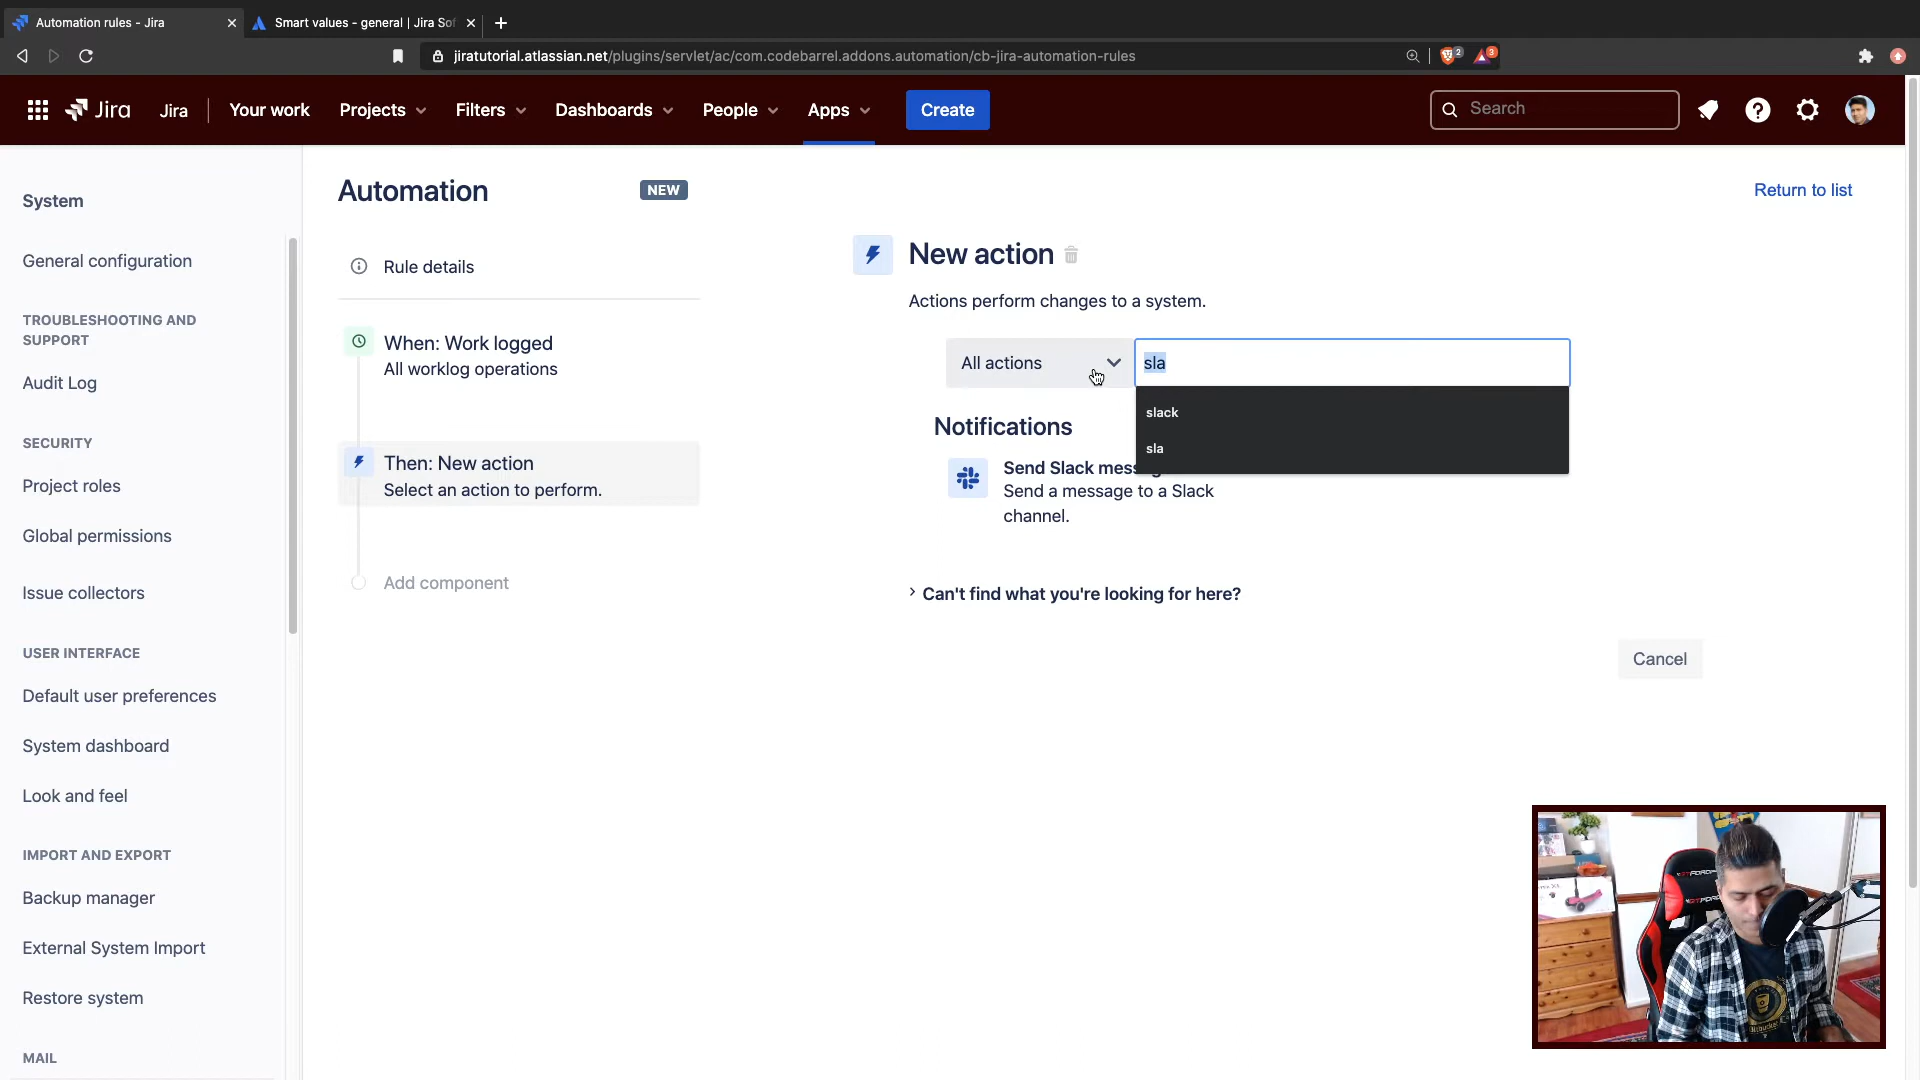 Automation rules - Jira
Smart values - general | Jira Sof
jiratutorial.atlassian.net/plugins/servlet/ac/com.codebarrel.addons.automation/cb-jira-automation-rules
2
3
Jira
Jira
Your work
Projects
Filters
Dashboards
People
Apps
Create
Search
System
General configuration
TROUBLESHOOTING AND
SUPPORT
Audit Log
SECURITY
Project roles
Global permissions
Issue collectors
USER INTERFACE
Default user preferences
System dashboard
Look and feel
IMPORT AND EXPORT
Backup manager
External System Import
Restore system
MAIL
Automation
NEW
Return to list
Rule details
When: Work logged
All worklog operations
Then: New action
Select an action to perform.
Add component
New action
Actions perform changes to a system.
All actions
sla
slack
sla
Notifications
Send Slack mess
Send a message to a Slack
channel.
Can't find what you're looking for here?
Cancel